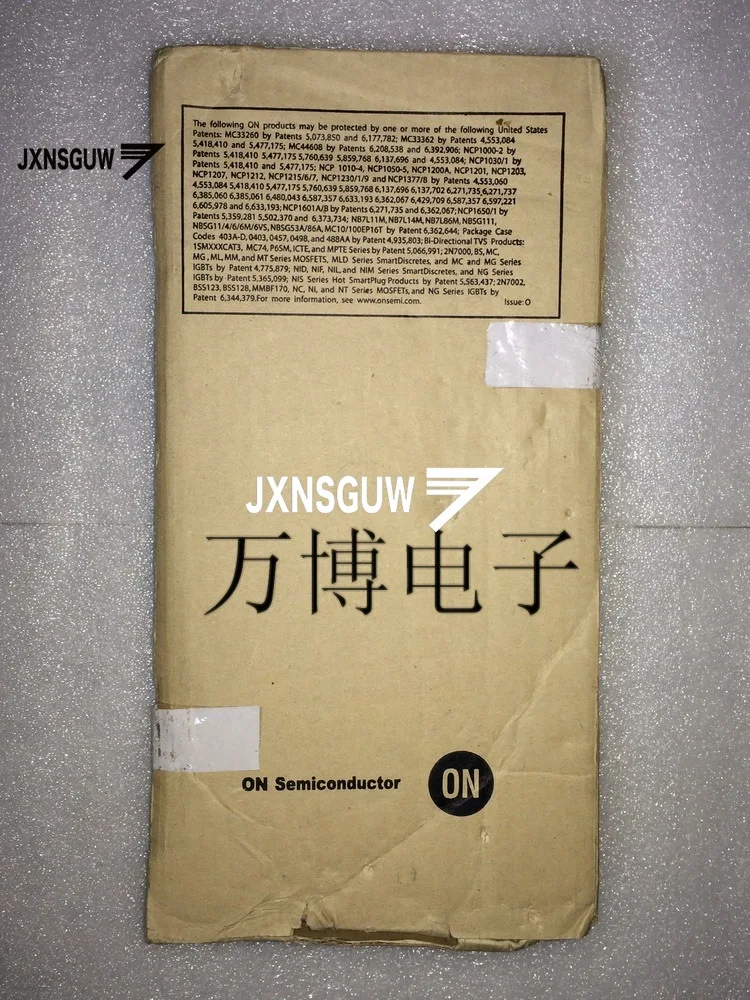 The following ON products may be protected by one or more of the following United States
Patents: MC33260 by Patents 5,073,850 and 6,177,782; MC33362 by Patents 4,553,084
5,418,410 and 5,477,175; MC44608 by Patents 6,208,538 and 6,392,906; NCP1000-2 by
Patents 5,418,410 5,477,175 5,760,639 5,859,768 6,137,696 and 4,553,084; NCP1030/1 by
Patents 5,418,410 and 5,477,175; NCP 1010-4, NCP1050-5, NCP1200A, NCP1201, NCP1203,
NCP1207, NCP1212, NCP1215/6/7, NCP1230/1/9 and NCP1377/8 by Patents 4,553,060
4,553,084 5,418,410 5,477,175 5,760,639 5,859,768 6,137,696 6,137,702 6,271,735 6,271,737
6,385,060 6,385,061 6,480,043 6,587,357 6,633,193 6,362,067 6,429,709 6,587,357 6,597,221
6,605,978 and 6,633,193; NCP1601A/B by Patents 6,271,735 and 6,362,067; NCP1650/1 by
Patents 5,359,281 5,502,370 and 6,373,734; NB7L11M, NB7L14M, NB7L86M, NBSG111,
NBSG11/4/6/6M/6VS, NBSG53A/86A, MC10/100EP16T by Patent 6,362,644; Package Case
Codes 403A-D, 0403, 0457, 0498, and 488AA by Patent 4,935,803; Bi-Directional TVS Products:
15MXXXCAT3, MC74, P6SM, ICTE, and MPTE Series by Patent 5,066,991; 2N7000, BS, MC,
MG, ML, MM, and MT Series MOSFETS, MLD Series SmartDiscretes, and MC and MG Series
IGBTs by Patent 4,775,879; NID, NIF, NIL, and NIM Series SmartDiscretes, and NG Series
IGBTs by Patent 5,365,099; NIS Series Hot SmartPlug Products by Patent 5,563,437; 2N7002,
BSS123, BSS128, MMBF170, NC, NI, and NT Series MOSFETs, and NG Series IGBTs by
Patent 6,344,379. For more information, see www.onsemi.com. Issue: O
JXNSGUW
JXNSGUW
万博电子
ON Semiconductor ON